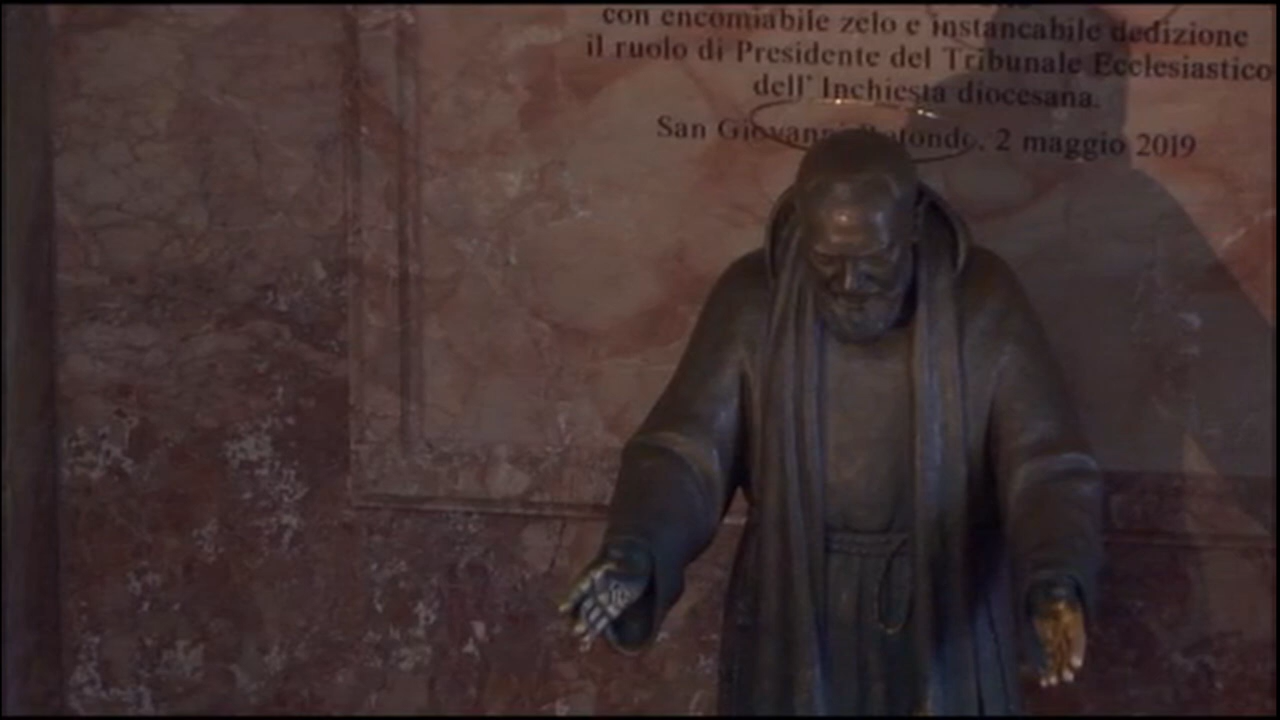 con encomiabile zelo e instancabile dedizione
il ruolo di Presidente del Tribunale Ecclesiastico
dell' Inchiesta diocesana.
San Giovanni Rotondo, 2 maggio 2019